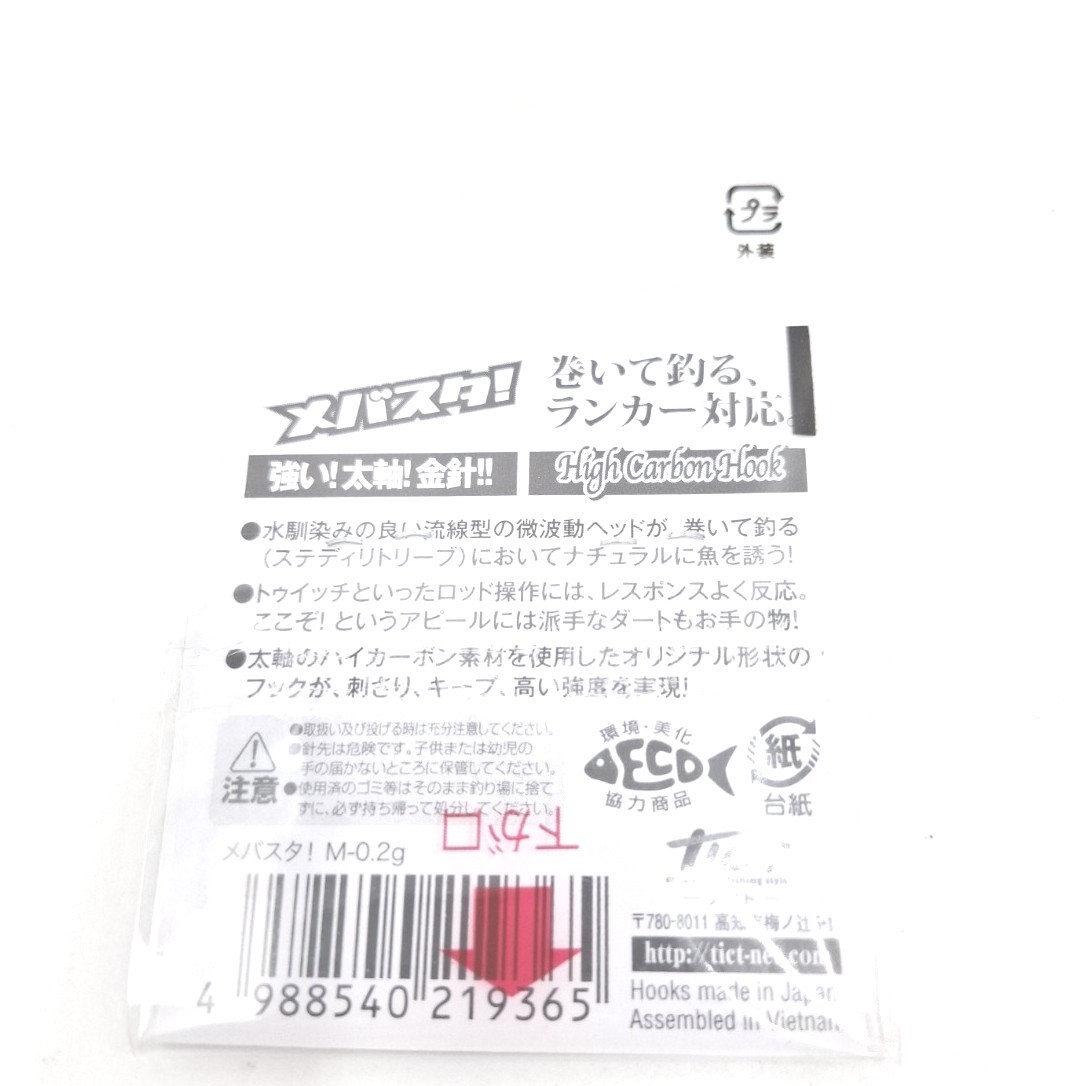 プラ
外装
メバスタ!
巻いて釣る、
ランカー対応。
強い!太軸!金針!!
High Carbon Hook
●水馴染みの良い流線型の微波動ヘッドが、巻いて釣る
(ステディリトリーブ)においてナチュラルに魚を誘う!
●トゥイッチといったロッド操作には、レスポンスよく反応。
ここぞ!というアピールには派手なダートもお手の物!
●太軸のハイカーボン素材を使用したオリジナル形状の
フックが、刺さり、キープ、高い強度を実現!
注意
●取扱い及び投げる時は充分注意してください。
●針先は危険です。子供または幼児の
手の届かないところに保管してください。
●使用済のゴミ等はそのまま釣り場に捨て
ずに、必ず持ち帰って処分してください。
環境・美化
ECO
協力商品
紙
台紙
下が口
メバスタ! M-0.2g
4 988540 219365
〒780-8011 高知 梅ノ辻
http://tict-net.com
Hooks made in Japan
Assembled in Vietnam